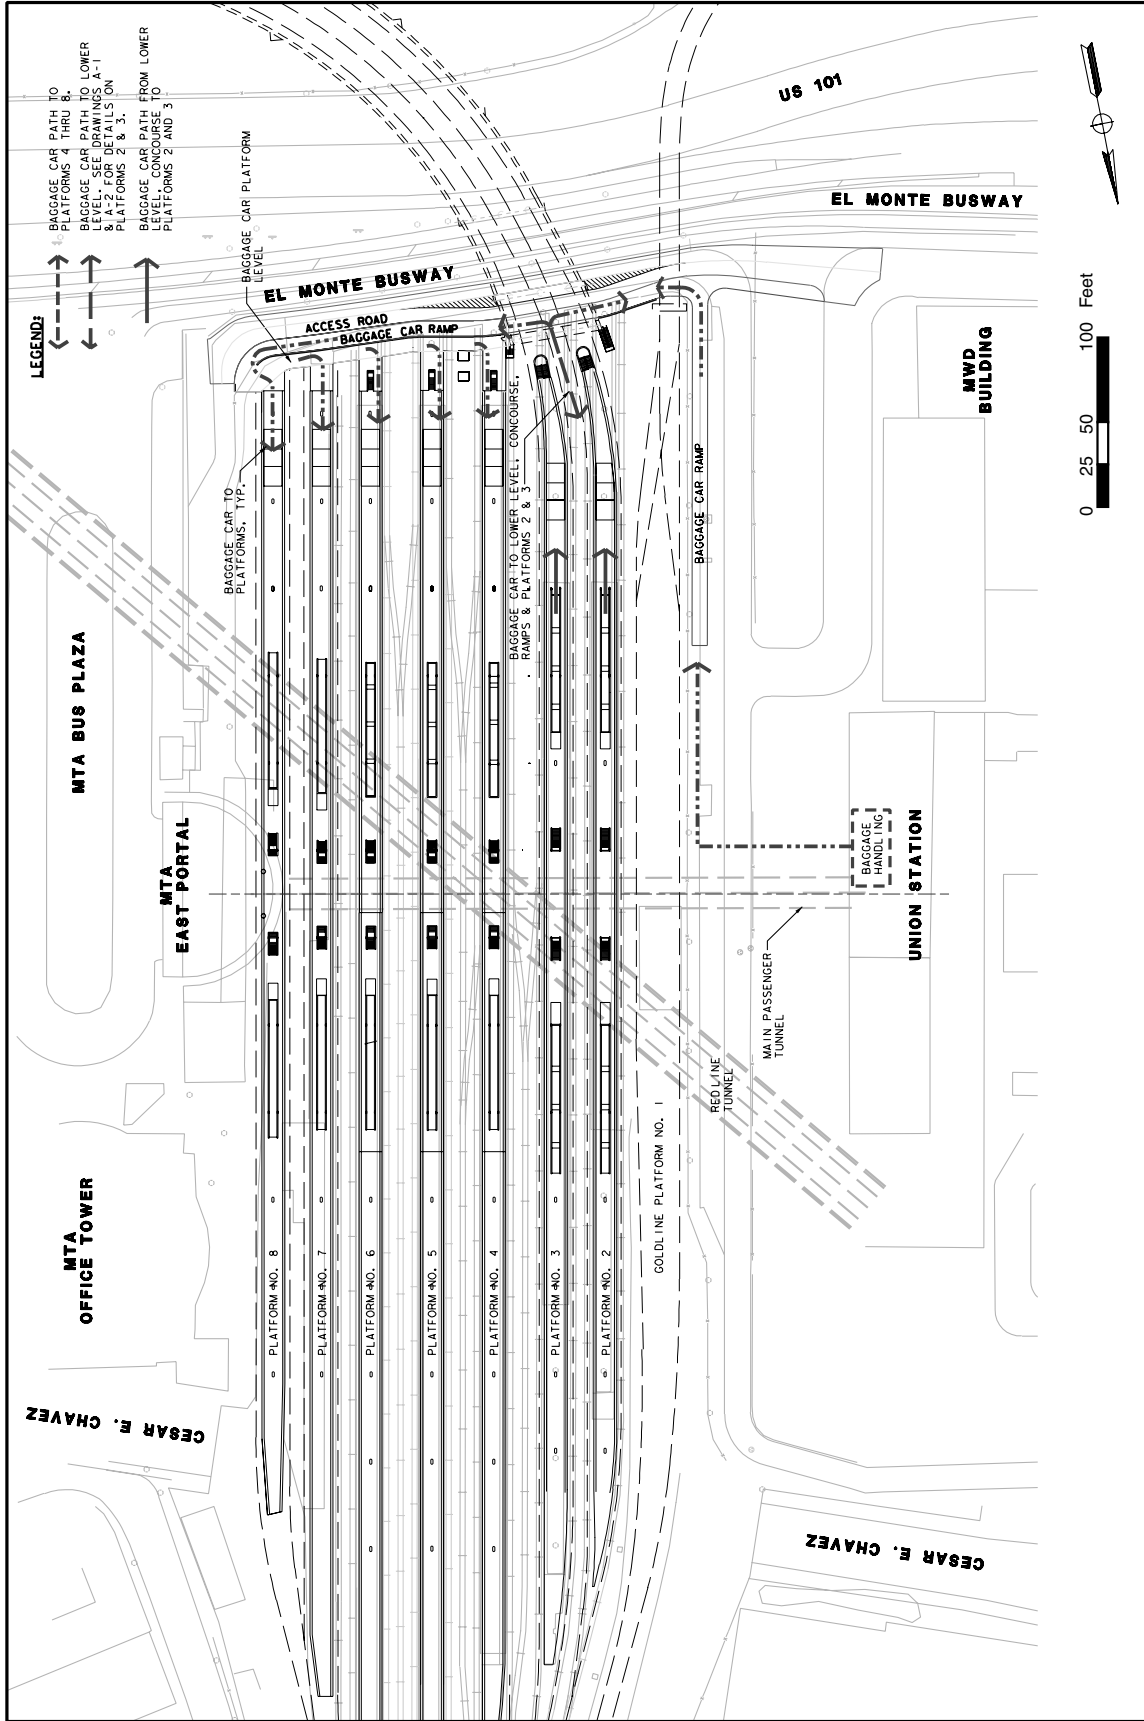 LEGEND:
BAGGAGE CAR PATH TO
PLATFORMS 4 THRU 8.
BAGGAGE CAR PATH TO LOWER
LEVEL. SEE DRAWINGS A-1
& A-2 FOR DETAILS ON
PLATFORMS 2 & 3.
BAGGAGE CAR PATH FROM LOWER
LEVEL. CONCOURSE TO
PLATFORMS 2 AND 3
US 101
EL MONTE BUSWAY
EL MONTE BUSWAY
BAGGAGE CAR PLATFORM
LEVEL
ACCESS ROAD
BAGGAGE CAR RAMP
BAGGAGE CAR TO
PLATFORMS, TYP.
BAGGAGE CAR TO LOWER LEVEL, CONCOURSE,
RAMPS & PLATFORMS 2 & 3
BAGGAGE CAR RAMP
MWD
BUILDING
0 25 50 100 Feet
MTA BUS PLAZA
MTA
EAST PORTAL
BAGGAGE
HANDLING
UNION STATION
MAIN PASSENGER
TUNNEL
REDLINE
TUNNEL
GOLDLINE PLATFORM NO. 1
MTA
OFFICE TOWER
PLATFORM NO. 8
PLATFORM NO. 7
PLATFORM NO. 6
PLATFORM NO. 5
PLATFORM NO. 4
PLATFORM NO. 3
PLATFORM NO. 2
CESAR E. CHAVEZ
CESAR E. CHAVEZ